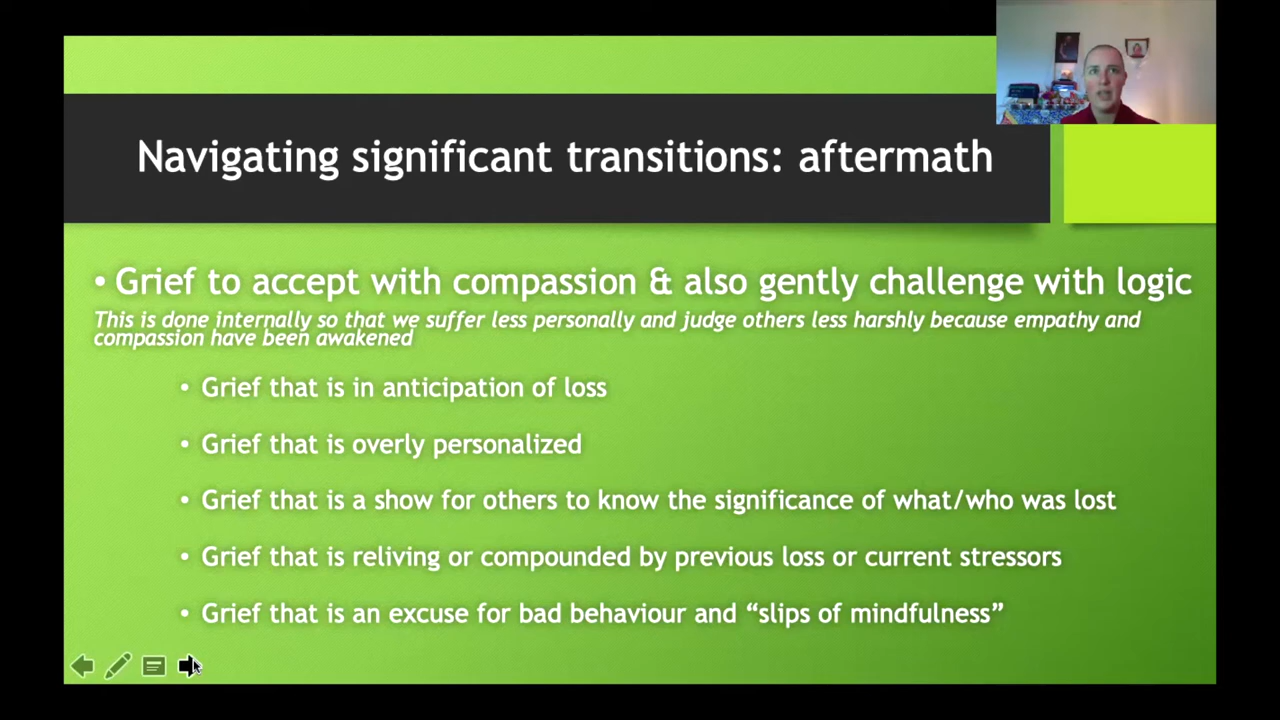 Navigating significant transitions: aftermath
• Grief to accept with compassion & also gently challenge with logic
This is done internally so that we suffer less personally and judge others less harshly because empathy and
compassion have been awakened
• Grief that is in anticipation of loss
• Grief that is overly personalized
• Grief that is a show for others to know the significance of what/who was lost
• Grief that is reliving or compounded by previous loss or current stressors
• Grief that is an excuse for bad behaviour and “slips of mindfulness”